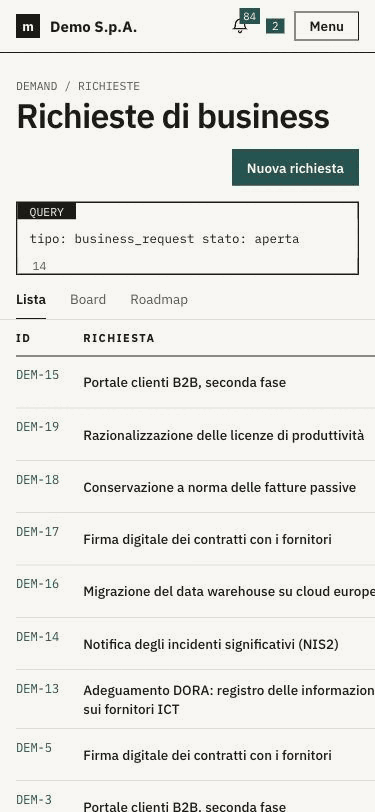 m Demo S.p.A. 84 2 Menu
DEMAND / RICHIESTE
Richieste di business
Nuova richiesta
QUERY
tipo: business_request stato: aperta
14
Lista Board Roadmap
ID RICHIESTA
DEM-15 Portale clienti B2B, seconda fase
DEM-19 Razionalizzazione delle licenze di produttività
DEM-18 Conservazione a norma delle fatture passive
DEM-17 Firma digitale dei contratti con i fornitori
DEM-16 Migrazione del data warehouse su cloud europe
DEM-14 Notifica degli incidenti significativi (NIS2)
DEM-13 Adeguamento DORA: registro delle informazion
sui fornitori ICT
DEM-5 Firma digitale dei contratti con i fornitori
DEM-3 Portale clienti B2B, seconda fase